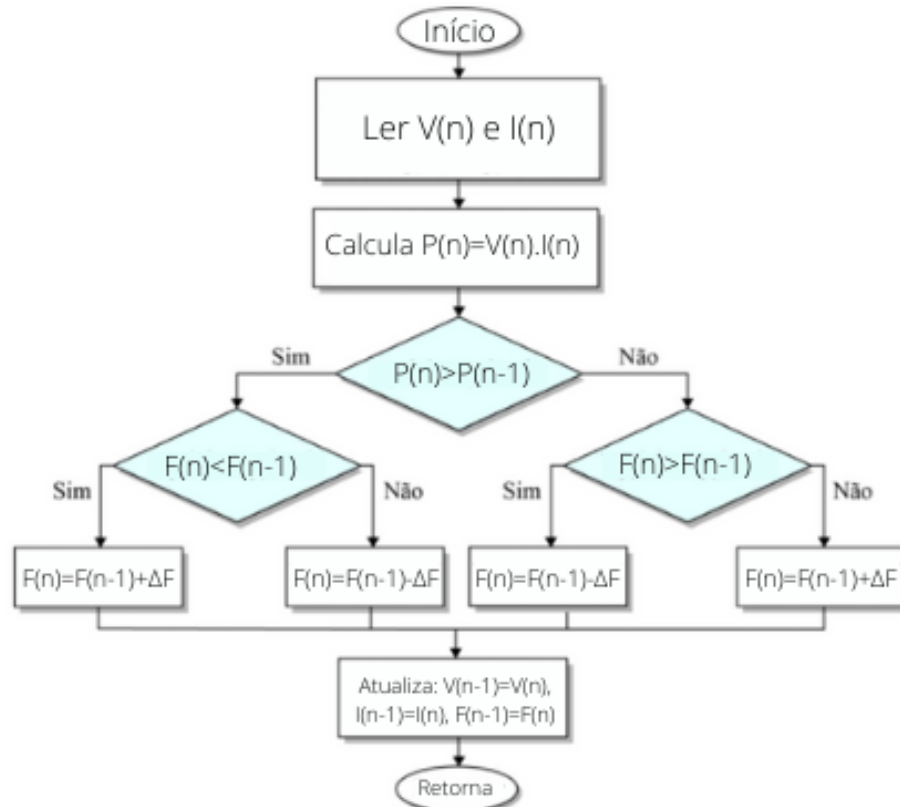 Início
Ler V(n) e I(n)
Calcula P(n)=V(n).I(n)
Sim
P(n)>P(n-1)
Não
F(n)<F(n-1)
F(n)>F(n-1)
Sim
Não
Sim
Não
F(n)=F(n-1)+ΔF
F(n)=F(n-1)-ΔF
F(n)=F(n-1)-ΔF
F(n)=F(n-1)+ΔF
Atualiza: V(n-1)=V(n),
I(n-1)=I(n), F(n-1)=F(n)
Retorna